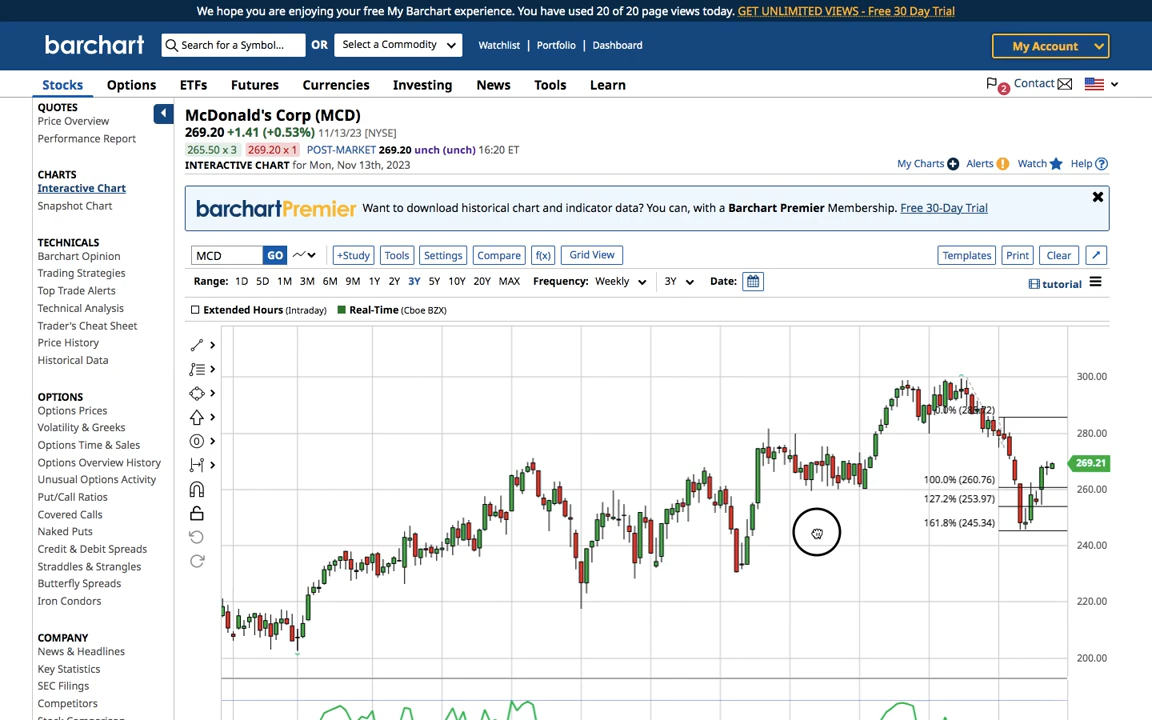 We hope you are enjoying your free My Barchart experience. You have used 20 of 20 page views today. GET UNLIMITED VIEWS - Free 30 Day Trial
barchart Search for a Symbol... OR Select a Commodity Watchlist | Portfolio | Dashboard My Account
Stocks Options ETFs Futures Currencies Investing News Tools Learn 2 Contact
QUOTES
Price Overview
Performance Report
CHARTS
Interactive Chart
Snapshot Chart
TECHNICALS
Barchart Opinion
Trading Strategies
Top Trade Alerts
Technical Analysis
Trader's Cheat Sheet
Price History
Historical Data
OPTIONS
Options Prices
Volatility & Greeks
Options Time & Sales
Options Overview History
Unusual Options Activity
Put/Call Ratios
Covered Calls
Naked Puts
Credit & Debit Spreads
Straddles & Strangles
Butterfly Spreads
Iron Condors
COMPANY
News & Headlines
Key Statistics
SEC Filings
Competitors
McDonald's Corp (MCD)
269.20 +1.41 (+0.53%) 11/13/23 [NYSE]
265.50 x 3 269.20 x 1 POST-MARKET 269.20 unch (unch) 16:20 ET
INTERACTIVE CHART for Mon, Nov 13th, 2023
My Charts Alerts Watch Help
barchartPremier Want to download historical chart and indicator data? You can, with a Barchart Premier Membership. Free 30-Day Trial
MCD GO +Study Tools Settings Compare f(x) Grid View Templates Print Clear
Range: 1D 5D 1M 3M 6M 9M 1Y 2Y 3Y 5Y 10Y 20Y MAX Frequency: Weekly 3Y Date: tutorial
Extended Hours (Intraday) Real-Time (Cboe BZX)
300.00
280.00
269.21
260.00
240.00
220.00
200.00
100.0% (260.76)
127.2% (253.97)
161.8% (245.34)